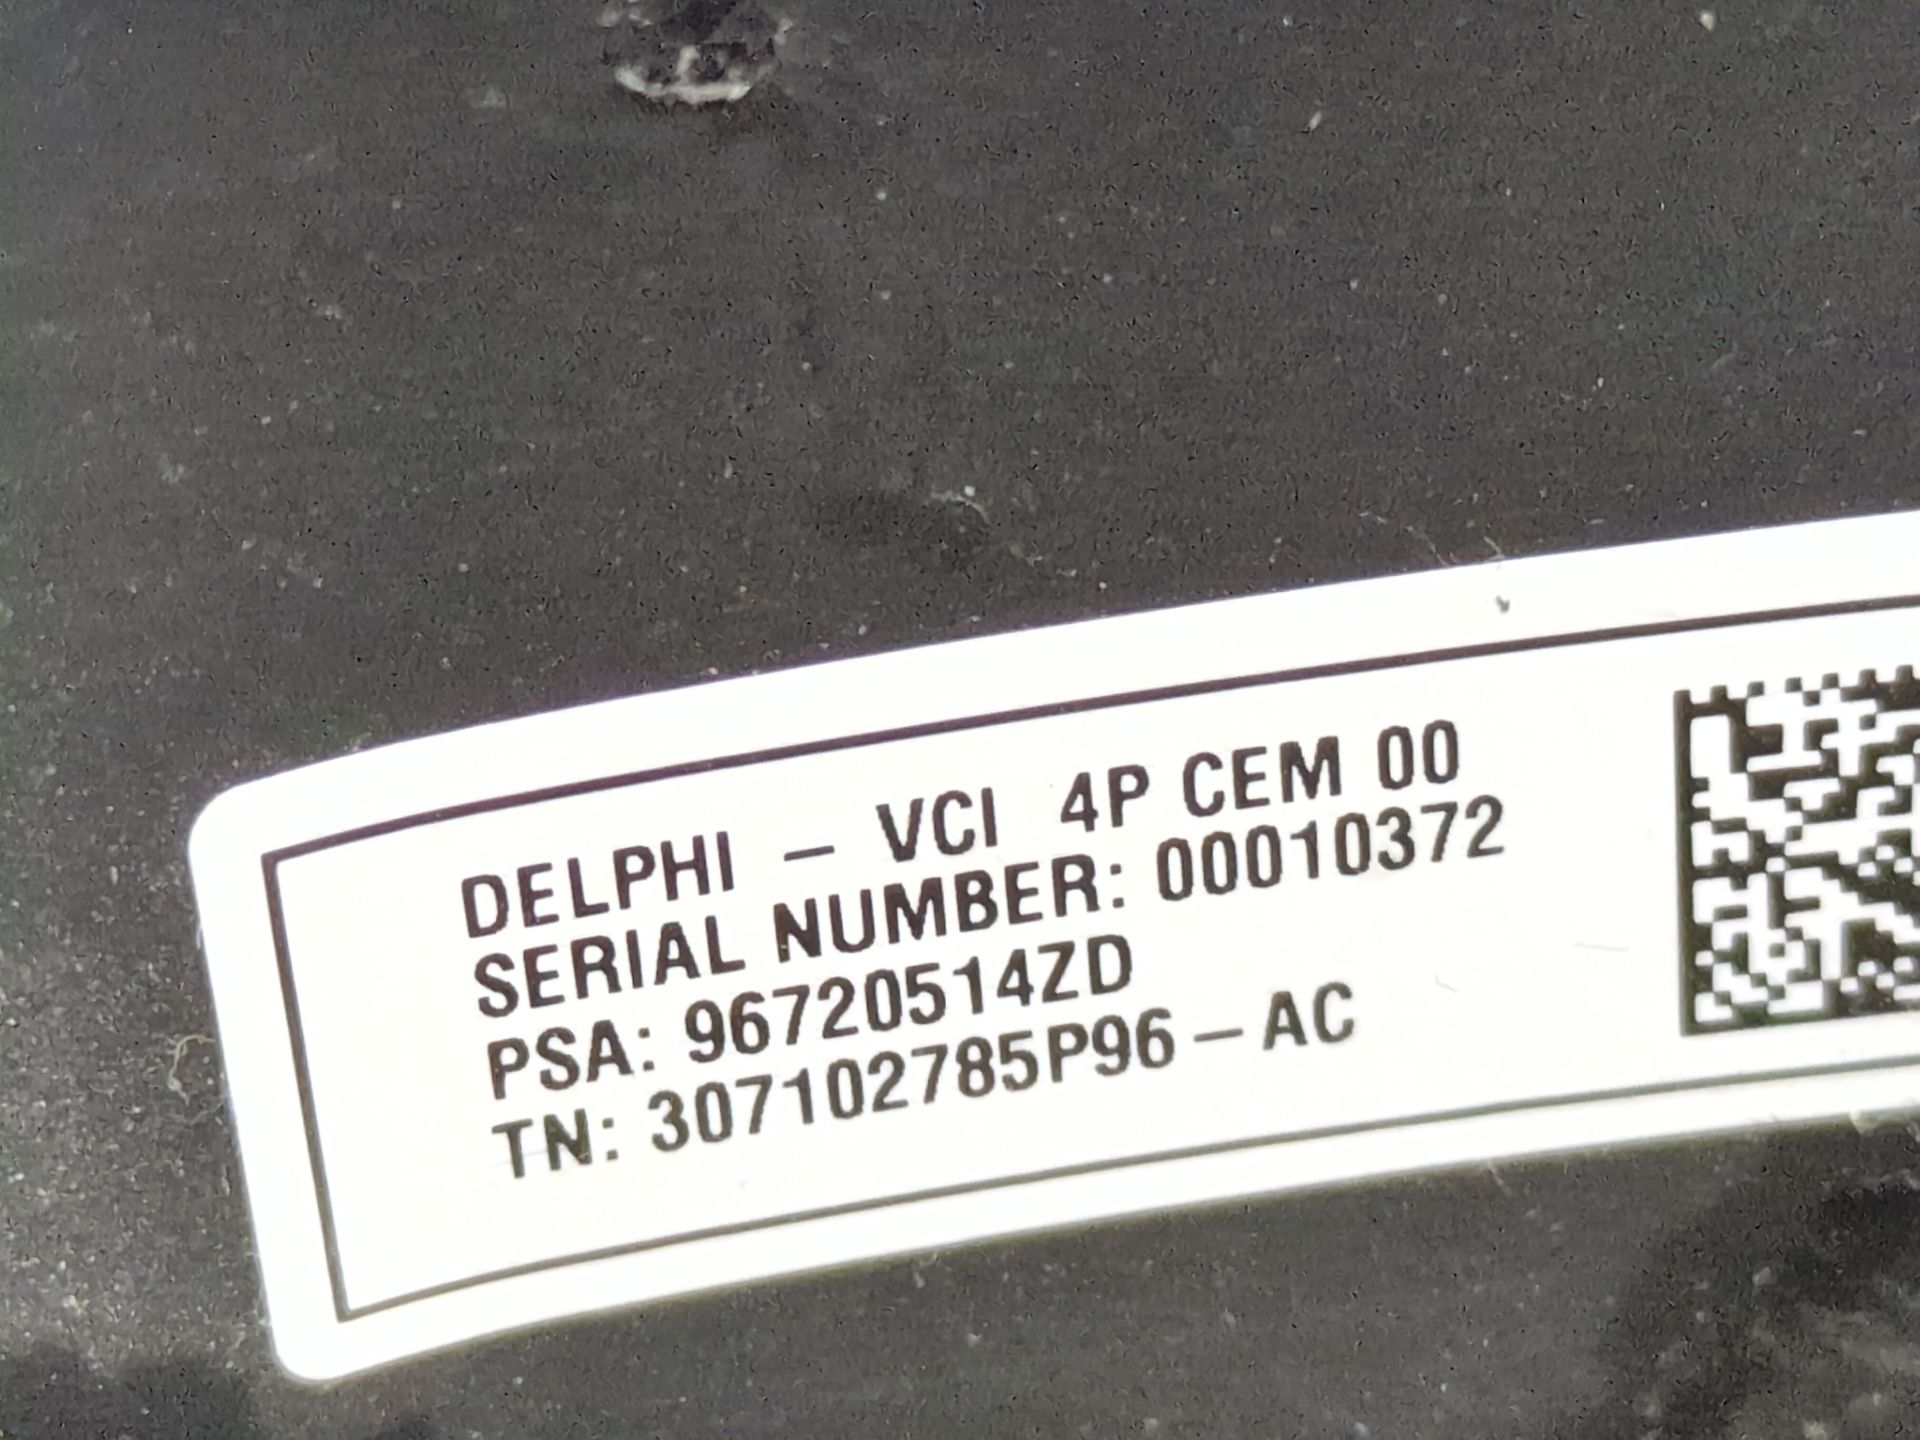 DELPHI - VCI 4P CEM 00
SERIAL NUMBER: 00010372
PSA: 96720514ZD
TN: 307102785P96-AC